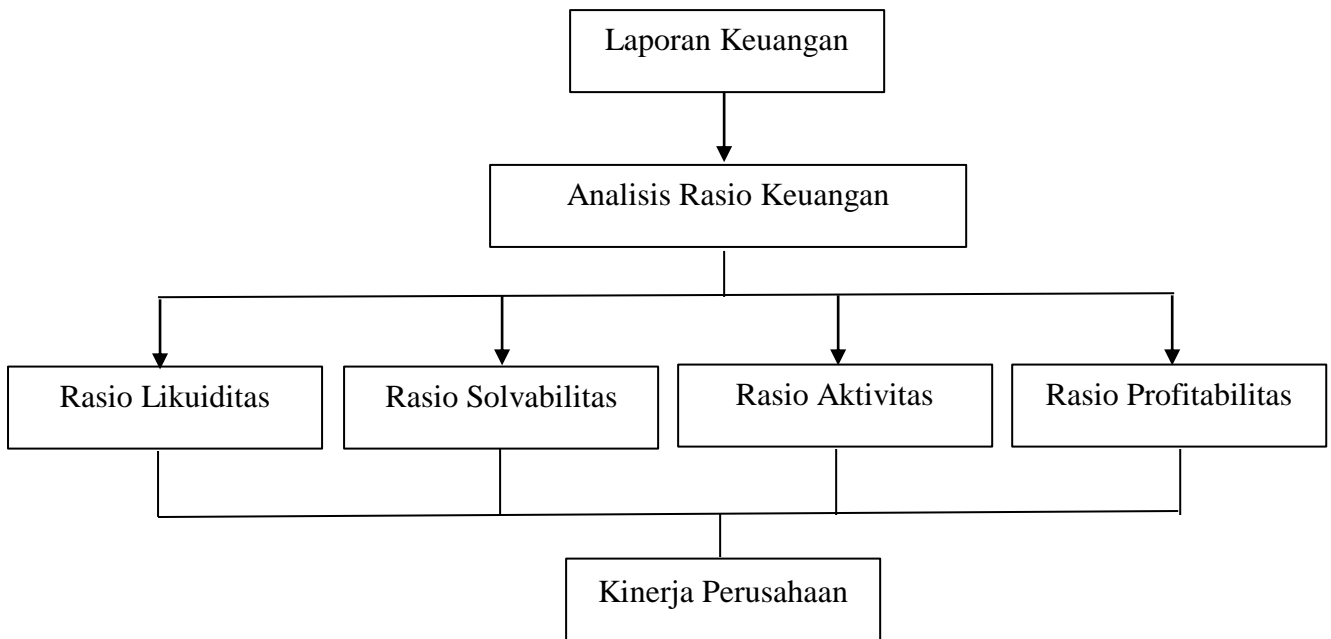 Laporan Keuangan
Analisis Rasio Keuangan
Rasio Likuiditas
Rasio Solvabilitas
Rasio Aktivitas
Rasio Profitabilitas
Kinerja Perusahaan